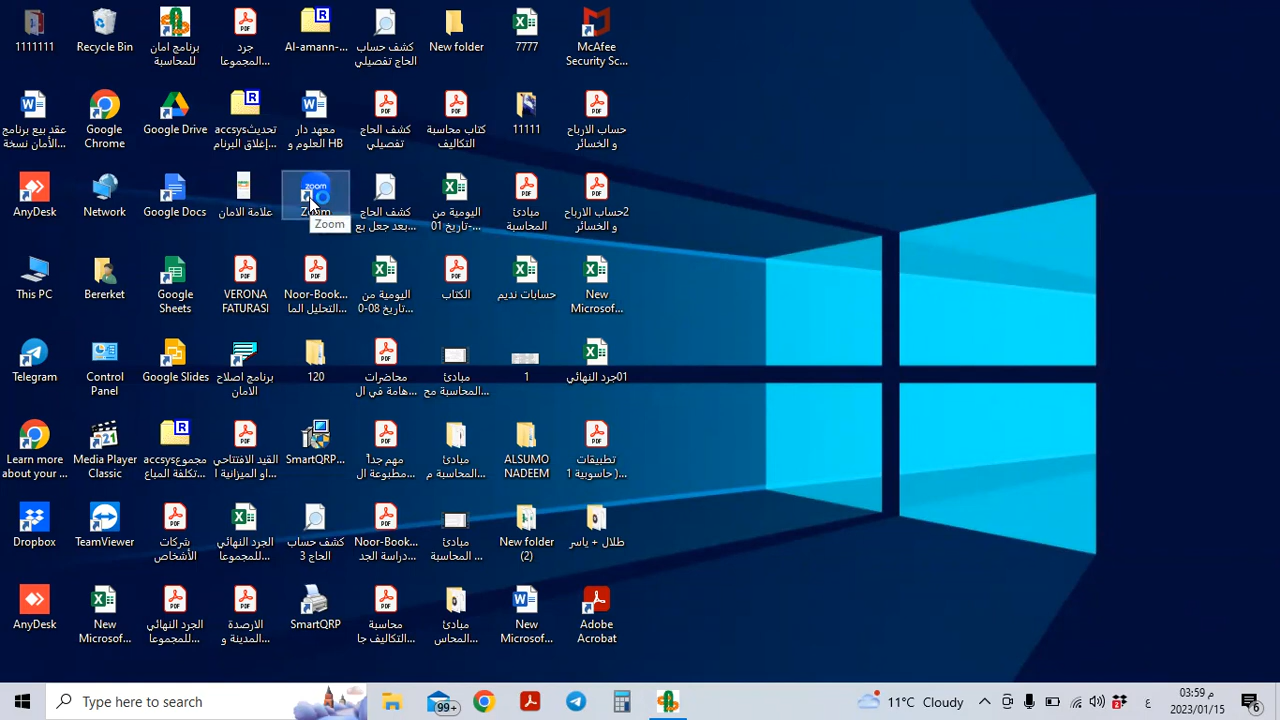 1111111
Recycle Bin
برنامج امان
للمحاسبة
جرد
المجموعا...
Al-amann-...
كشف حساب
الحاج تفصيلي
New folder
7777
McAfee
Security Sc...
عقد بيع برنامج
الأمان نسخة...
Google
Chrome
Google Drive
تحديثaccsys
إغلاق البرنام...
معهد دار
العلوم و HB
كشف الحاج
تفصيلي
كتاب محاسبة
التكاليف
11111
حساب الارباح
و الخسائر
AnyDesk
Network
Google Docs
علامة الامان
zoom
Zoom
Zoom
كشف الحاج
بعد جعل بع...
اليومية من
تاريخ 01-...
مبادئ
المحاسبة
2حساب الارباح
و الخسائر
This PC
Bererket
Google
Sheets
VERONA
FATURASI
Noor-Book...
التحليل الما...
اليومية من
تاريخ 08-0...
الكتاب
حسابات نديم
New
Microsof...
Telegram
Control
Panel
Google Slides
برنامج اصلاح
الامان
120
محاضرات
هامة في ال...
مبادئ
المحاسبة مح...
1
01جرد النهائي
Learn more
about your ...
Media Player
Classic
مجموعaccsys
تكلفة المباع...
القيد الافتتاحي
او الميزانية ا...
SmartQRP...
مهم جداً
مطبوعة ال...
مبادئ
المحاسبة م...
ALSUMO
NADEEM
تطبيقات
حاسوبية 1 (...
Dropbox
TeamViewer
شركات
الأشخاص
الجرد النهائي
للمجموعا...
كشف حساب
الحاج 3
Noor-Book...
دراسة الجد...
مبادئ
المحاسبة ...
New folder
(2)
طلال + ياسر
AnyDesk
New
Microsof...
الجرد النهائي
للمجموعا...
الارصدة
المدينة و...
SmartQRP
محاسبة
التكاليف جا...
مبادئ
المحاس...
New
Microsof...
Adobe
Acrobat
Type here to search
99+
11°C Cloudy
ع
03:59 م
2023/01/15
6